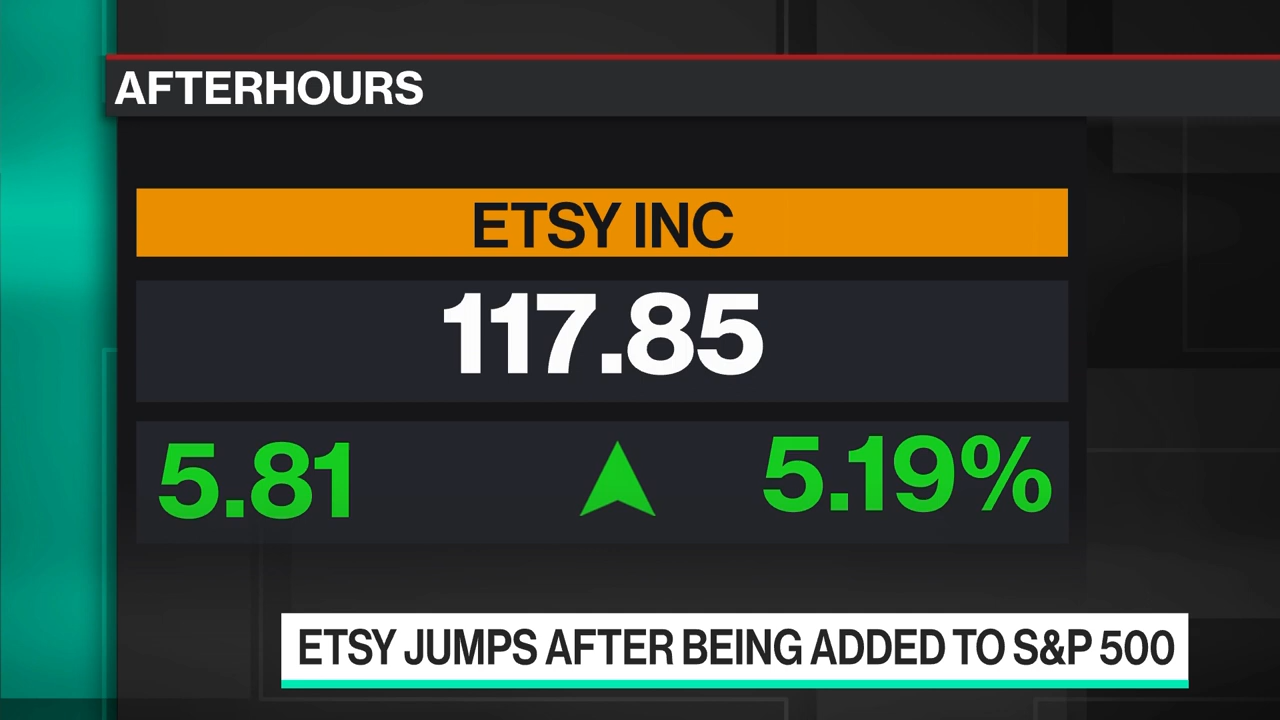 AFTERHOURS
ETSY INC
117.85
5.81 5.19%
ETSY JUMPS AFTER BEING ADDED TO S&P 500